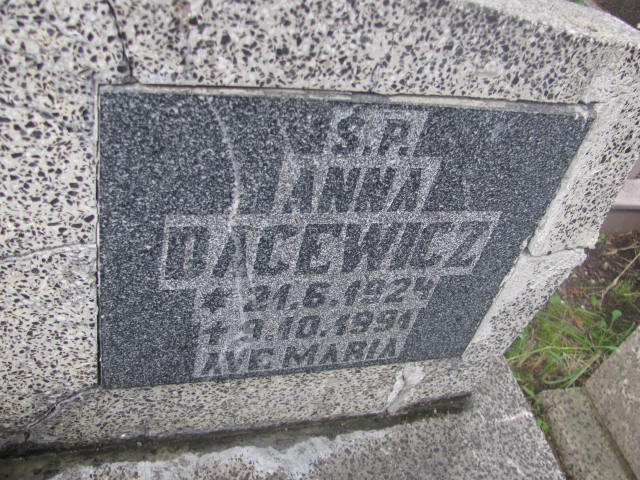 Ś.P.
ANNA
DACEWICZ
* 21.6.1924
✝ 9.10.1991
AVE MARIA